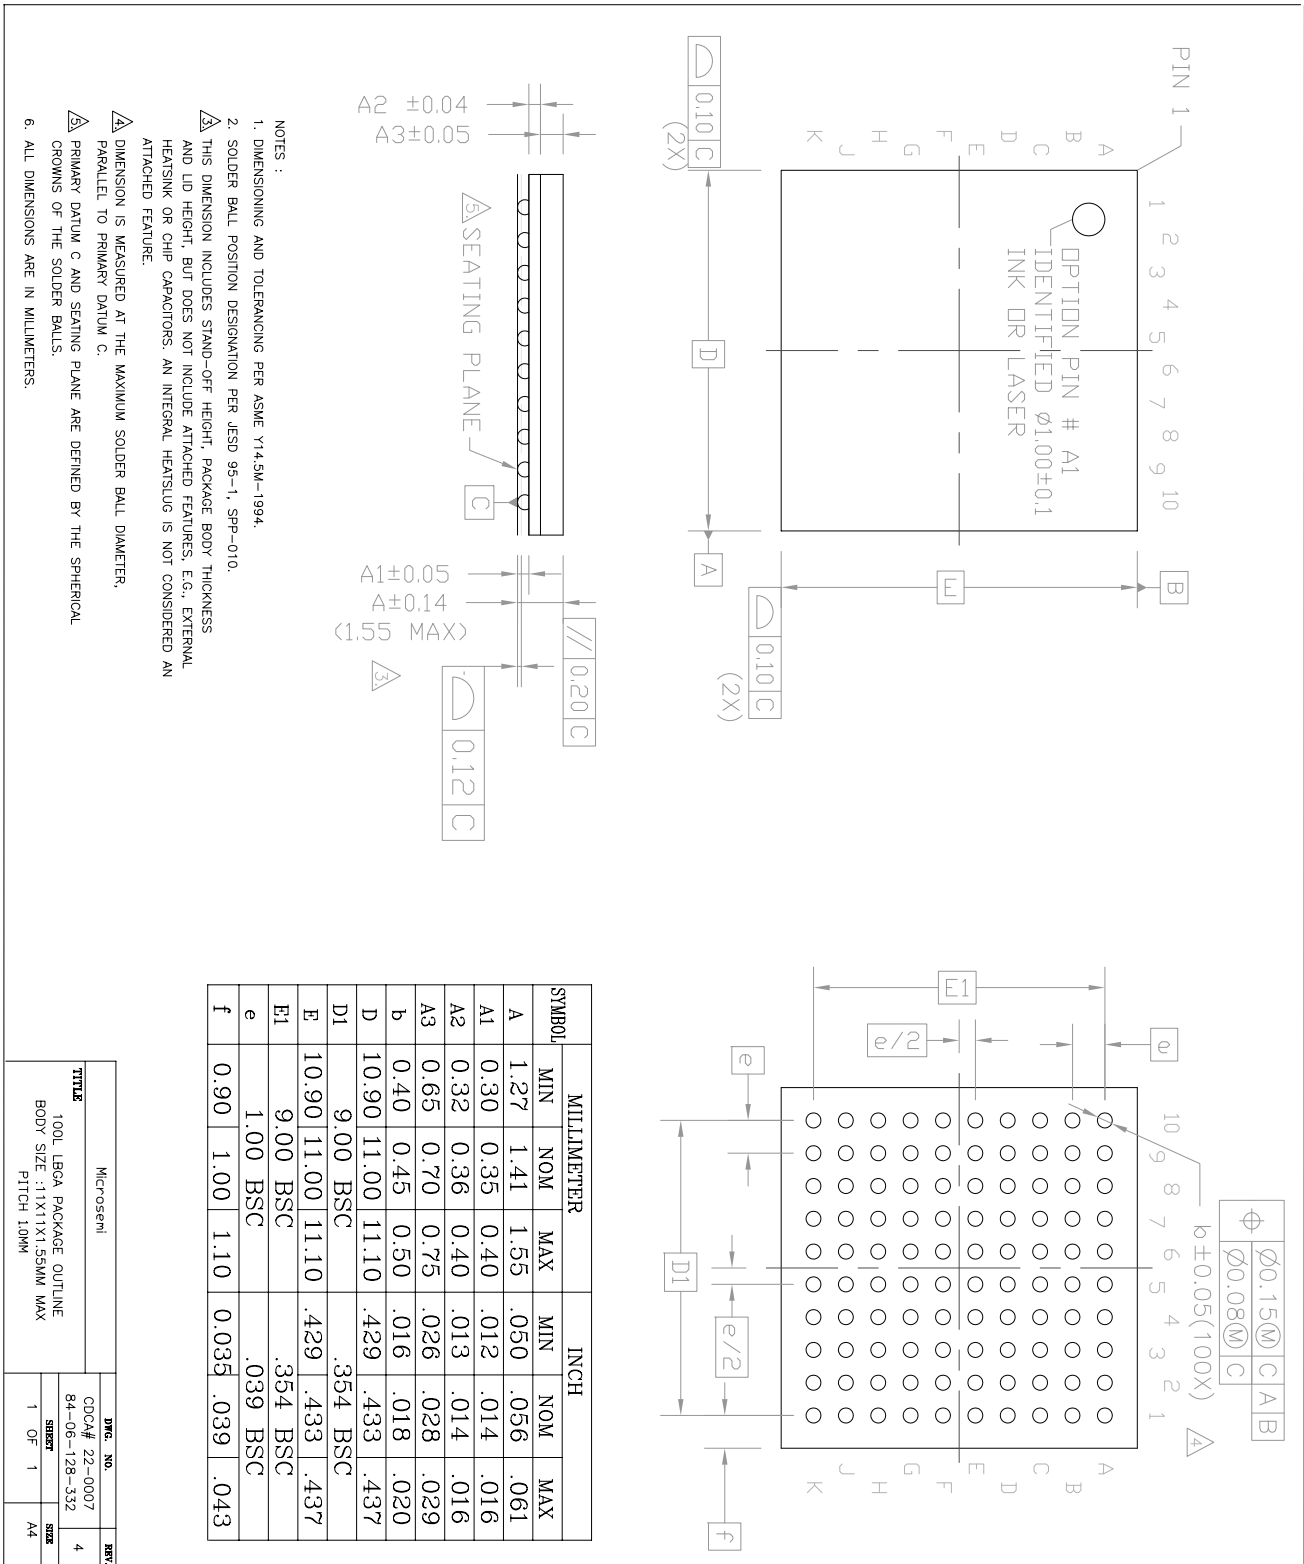 PIN 1
1 2 3 4 5 6 7 8 9 10
A
B
C
D
E
F
G
H
J
K
OPTION PIN # A1
IDENTIFIED Ø1.00±0.1
INK OR LASER
D
A
E
B
0.10 C
(2X)
0.10 C
(2X)
10 9 8 7 6 5 4 3 2 1
A
B
C
D
E
F
G
H
J
K
Ø0.15Ⓜ C A B
Ø0.08Ⓜ C
b±0.05(100X)
4
e
E1
e/2
e
D1
e/2
f
A2 ±0.04
A3±0.05
5 SEATING PLANE
C
A1±0.05
A±0.14
(1.55 MAX)
3.
// 0.20 C
0.12 C
NOTES :
1. DIMENSIONING AND TOLERANCING PER ASME Y14.5M-1994.
2. SOLDER BALL POSITION DESIGNATION PER JESD 95-1, SPP-010.
3. THIS DIMENSION INCLUDES STAND-OFF HEIGHT, PACKAGE BODY THICKNESS
AND LID HEIGHT, BUT DOES NOT INCLUDE ATTACHED FEATURES, E.G., EXTERNAL
HEATSINK OR CHIP CAPACITORS. AN INTEGRAL HEATSLUG IS NOT CONSIDERED AN
ATTACHED FEATURE.
4. DIMENSION IS MEASURED AT THE MAXIMUM SOLDER BALL DIAMETER,
PARALLEL TO PRIMARY DATUM C.
5. PRIMARY DATUM C AND SEATING PLANE ARE DEFINED BY THE SPHERICAL
CROWNS OF THE SOLDER BALLS.
6. ALL DIMENSIONS ARE IN MILLIMETERS.
SYMBOL MILLIMETER INCH
MIN NOM MAX MIN NOM MAX
A 1.27 1.41 1.55 .050 .056 .061
A1 0.30 0.35 0.40 .012 .014 .016
A2 0.32 0.36 0.40 .013 .014 .016
A3 0.65 0.70 0.75 .026 .028 .029
b 0.40 0.45 0.50 .016 .018 .020
D 10.90 11.00 11.10 .429 .433 .437
D1 9.00 BSC .354 BSC
E 10.90 11.00 11.10 .429 .433 .437
E1 9.00 BSC .354 BSC
e 1.00 BSC .039 BSC
f 0.90 1.00 1.10 0.035 .039 .043
Microsemi
TITLE
100L LBGA PACKAGE OUTLINE
BODY SIZE :11X11X1.55MM MAX
PITCH 1.0MM
DWG. NO.
CDCA# 22-0007
84-06-128-332
REV.
4
SHEET
1 OF 1
SIZE
A4